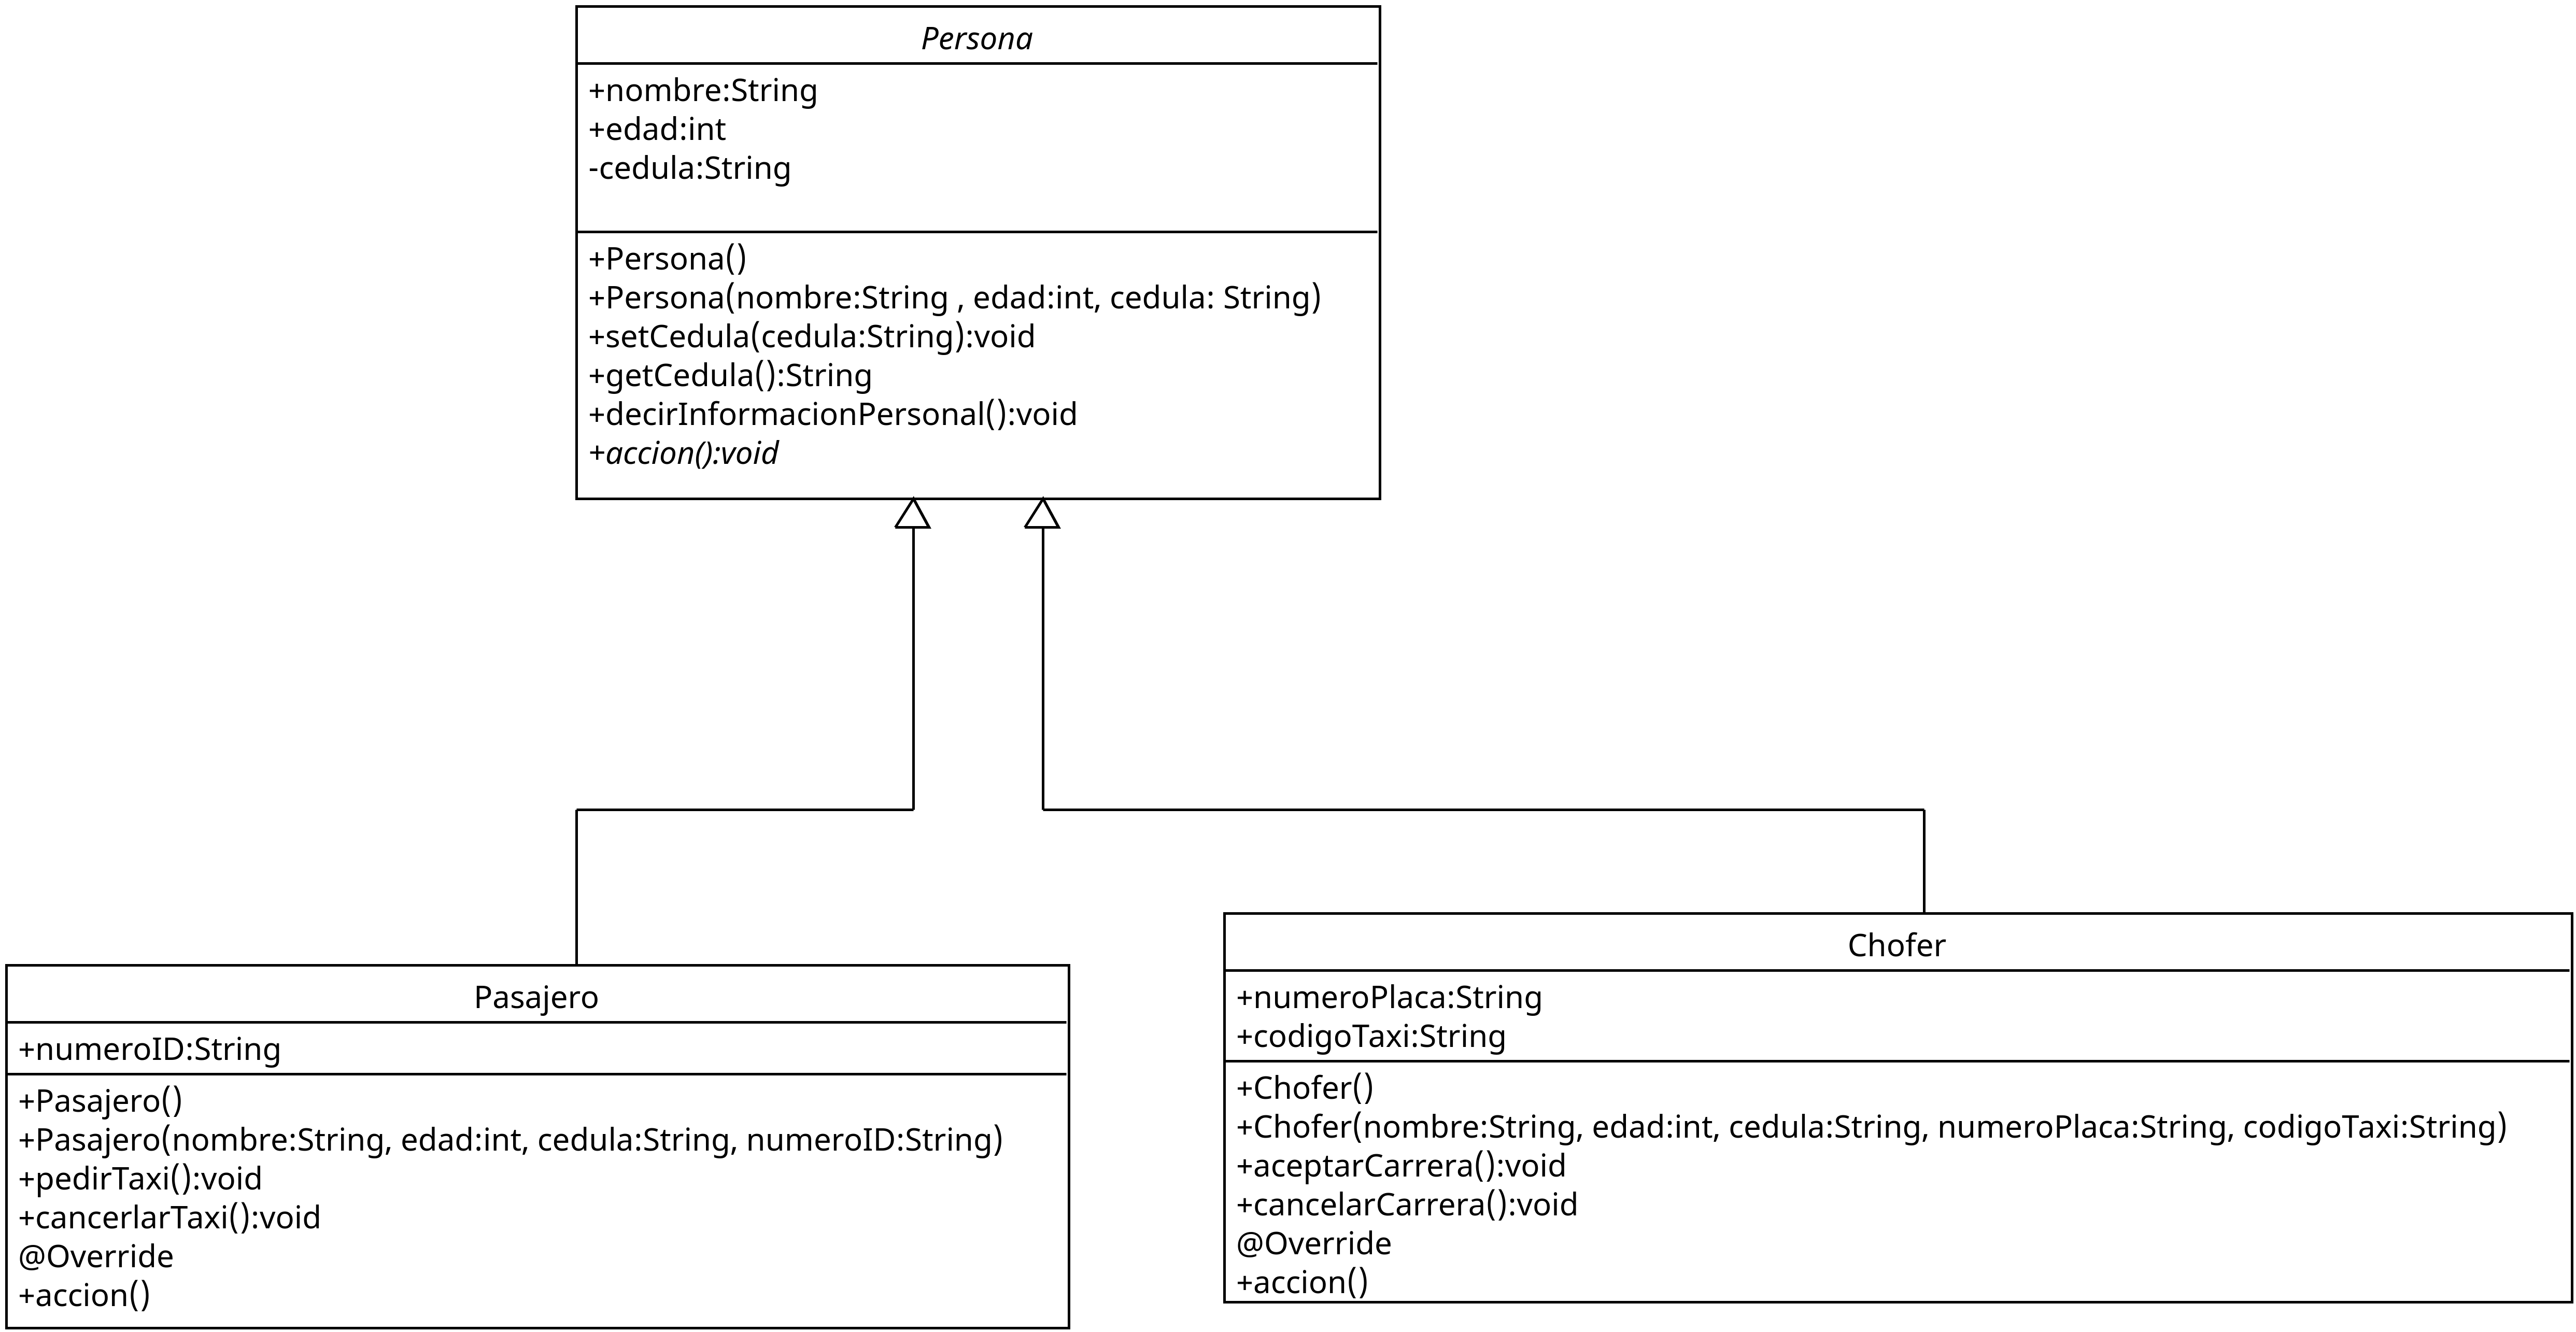 Persona
+nombre:String
+edad:int
-cedula:String
+Persona()
+Persona(nombre:String , edad:int, cedula: String)
+setCedula(cedula:String):void
+getCedula():String
+decirInformacionPersonal():void
+accion():void
Pasajero
+numeroID:String
+Pasajero()
+Pasajero(nombre:String, edad:int, cedula:String, numeroID:String)
+pedirTaxi():void
+cancerlarTaxi():void
@Override
+accion()
Chofer
+numeroPlaca:String
+codigoTaxi:String
+Chofer()
+Chofer(nombre:String, edad:int, cedula:String, numeroPlaca:String, codigoTaxi:String)
+aceptarCarrera():void
+cancelarCarrera():void
@Override
+accion()